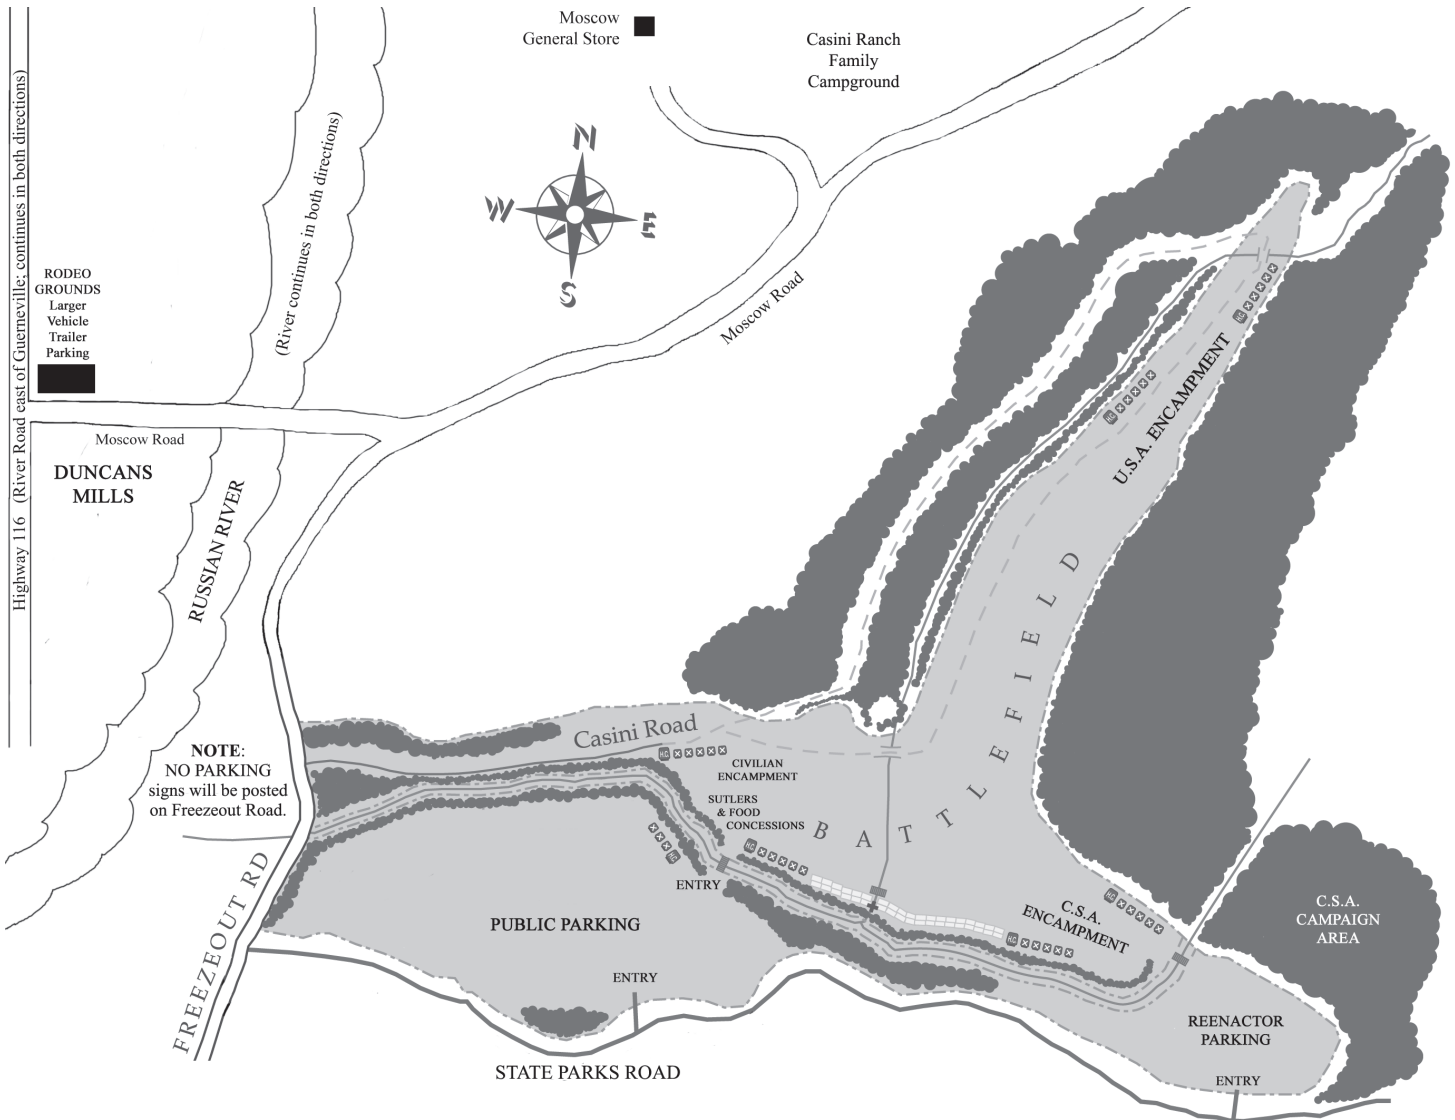 Moscow
General Store
Casini Ranch
Family
Campground
Highway 116 (River Road east of Guerneville; continues in both directions)
(River continues in both directions)
N
W
E
S
RODEO
GROUNDS
Larger
Vehicle
Trailer
Parking
Moscow Road
Moscow Road
DUNCANS
MILLS
RUSSIAN RIVER
U.S.A. ENCAMPMENT
H.C.
H.C.
BATTLEFIELD
NOTE:
NO PARKING
signs will be posted
on Freezeout Road.
Casini Road
H.C.
CIVILIAN
ENCAMPMENT
SUTLERS
& FOOD
CONCESSIONS
H.C.
H.C.
ENTRY
FREEZEOUT RD
PUBLIC PARKING
C.S.A.
ENCAMPMENT
H.C.
H.C.
C.S.A.
CAMPAIGN
AREA
ENTRY
REENACTOR
PARKING
STATE PARKS ROAD
ENTRY